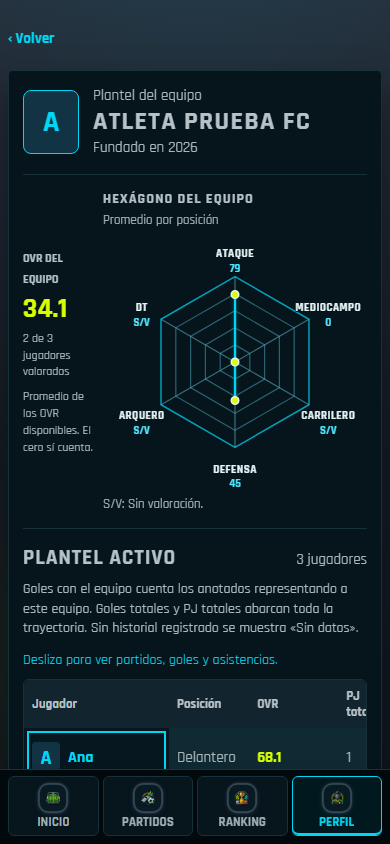 ‹ Volver
A
Plantel del equipo
ATLETA PRUEBA FC
Fundado en 2026
HEXÁGONO DEL EQUIPO
Promedio por posición
OVR DEL
EQUIPO
34.1
2 de 3
jugadores
valoradas
Promedio de
los OVR
disponibles. El
cero sí cuenta.
ATAQUE
79
MEDIOCAMPO
0
CARRILERO
S/V
DEFENSA
45
ARQUERO
S/V
DT
S/V
S/V: Sin valoración.
PLANTEL ACTIVO
3 jugadores
Goles con el equipo cuenta los anotados representando a
este equipo. Goles totales y PJ totales abarcan toda la
trayectoria. Sin historial registrado se muestra «Sin datos».
Desliza para ver partidos, goles y asistencias.
Jugador Posición OVR PJ
tota
A Ana Delantero 68.1 1
INICIO PARTIDOS RANKING PERFIL